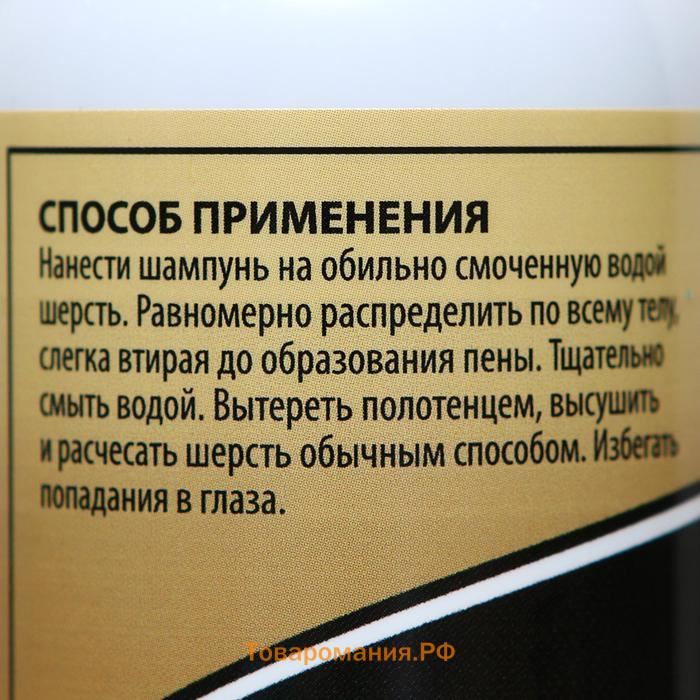 СПОСОБ ПРИМЕНЕНИЯ
Нанести шампунь на обильно смоченную водой
шерсть. Равномерно распределить по всему телу,
слегка втирая до образования пены. Тщательно
смыть водой. Вытереть полотенцем, высушить
и расчесать шерсть обычным способом. Избегать
попадания в глаза.
Товаромания.РФ